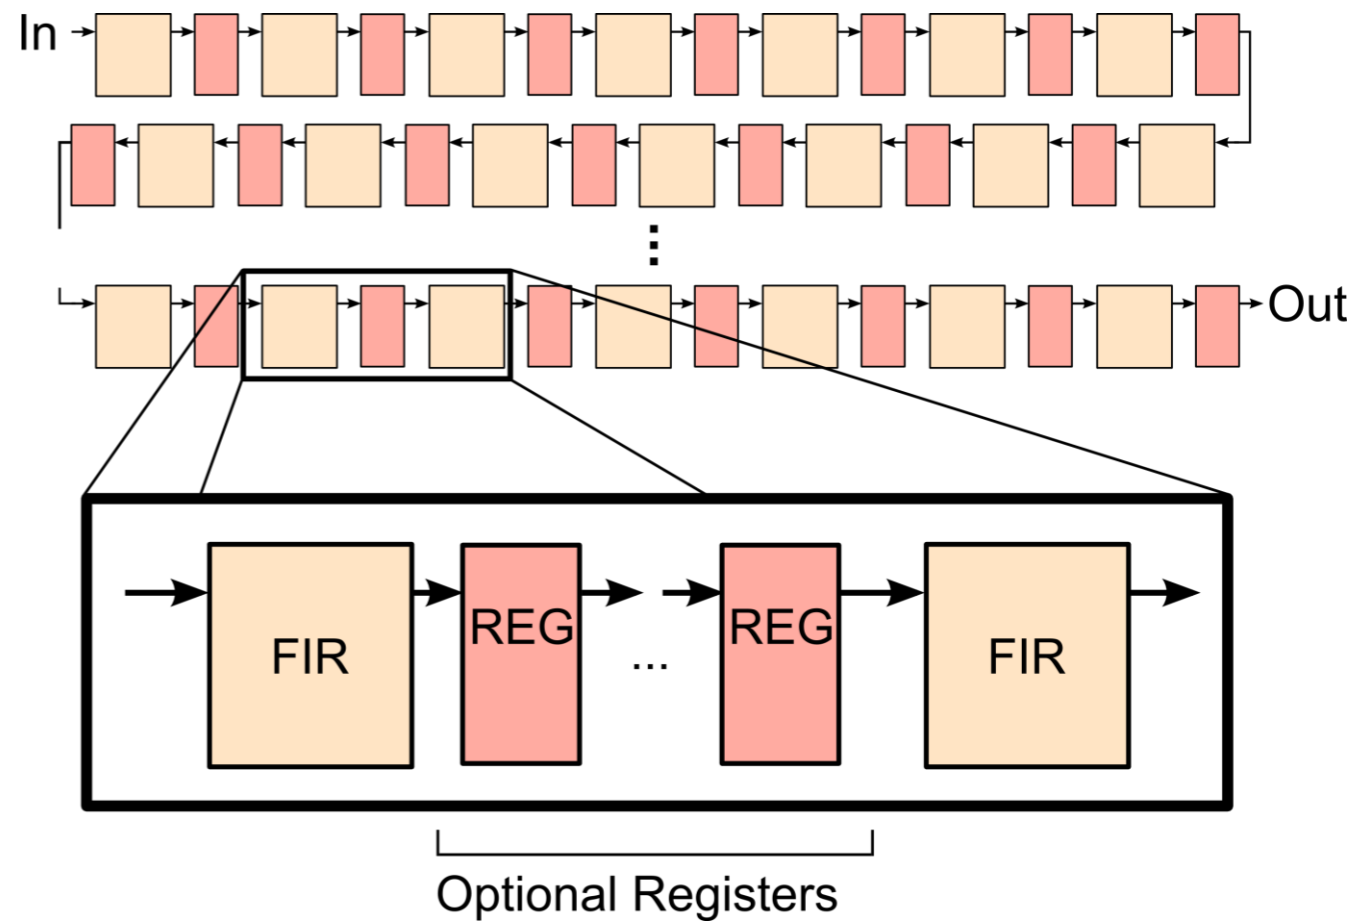 In
Out
FIR
REG
...
REG
FIR
Optional Registers